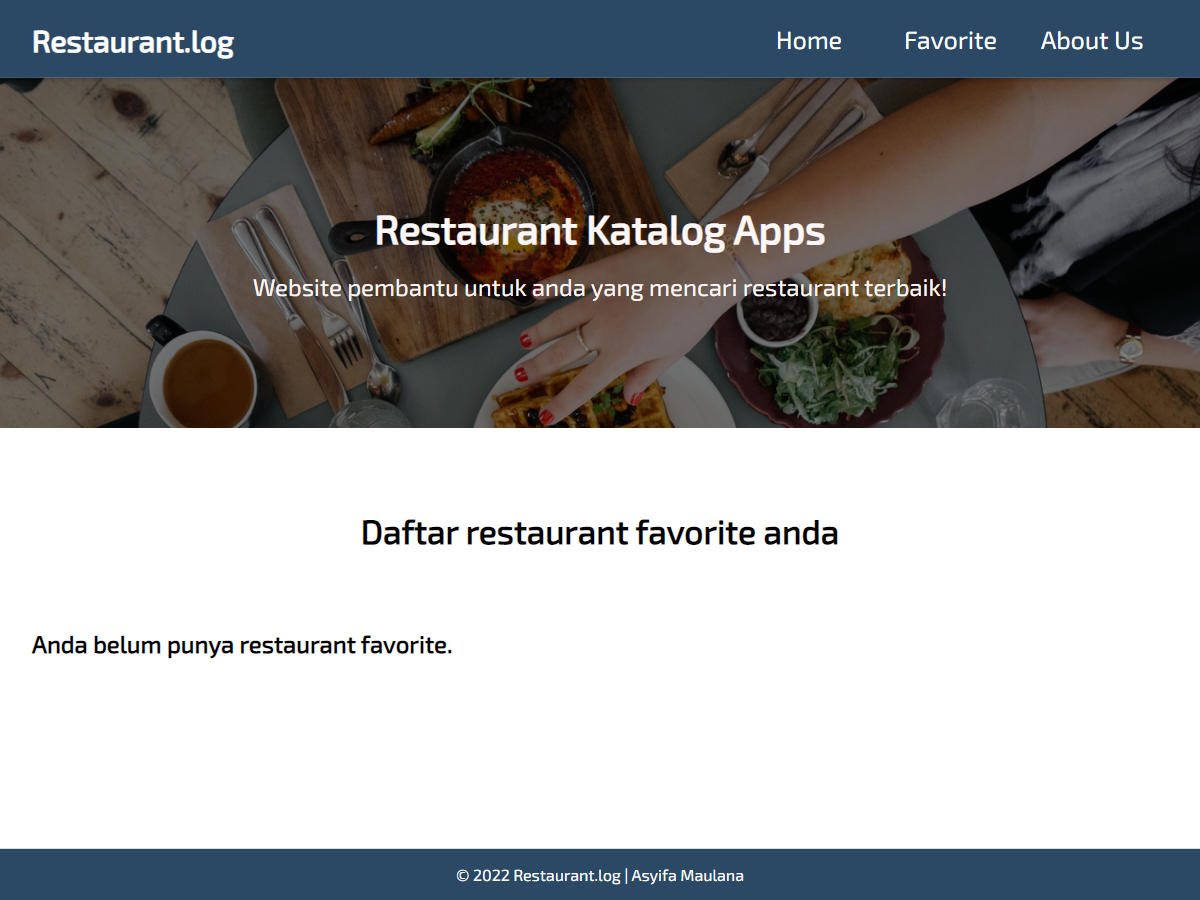 Restaurant.log
Home Favorite About Us
Restaurant Katalog Apps
Website pembantu untuk anda yang mencari restaurant terbaik!
Daftar restaurant favorite anda
Anda belum punya restaurant favorite.
© 2022 Restaurant.log | Asyifa Maulana